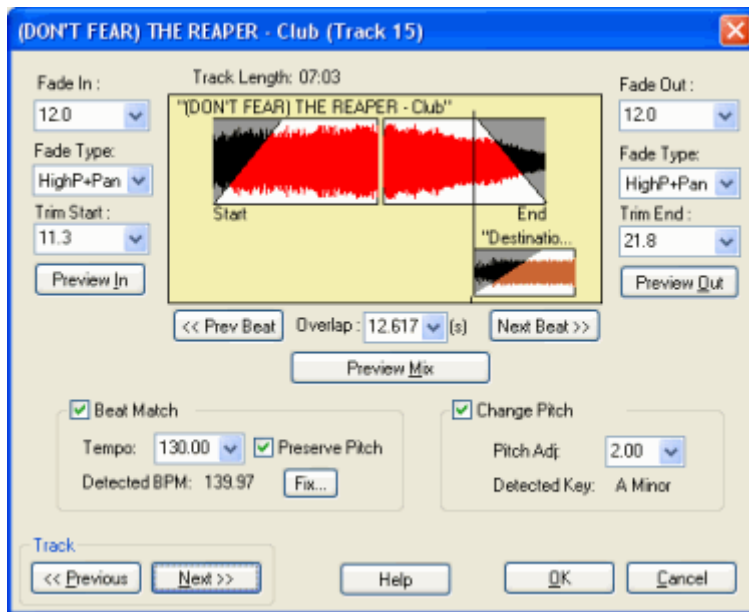 (DON'T FEAR) THE REAPER - Club (Track 15)
Fade In :
12.0
Fade Type:
HighP+Pan
Trim Start :
11.3
Preview In
Track Length: 07:03
"(DON'T FEAR) THE REAPER - Club"
Start
End
"Destinatio...
Fade Out :
12.0
Fade Type:
HighP+Pan
Trim End :
21.8
Preview Out
<< Prev Beat
Overlap : 12.617 (s)
Next Beat >>
Preview Mix
Beat Match
Tempo: 130.00 Preserve Pitch
Detected BPM: 139.97 Fix...
Change Pitch
Pitch Adj: 2.00
Detected Key: A Minor
Track
<< Previous
Next >>
Help
OK
Cancel